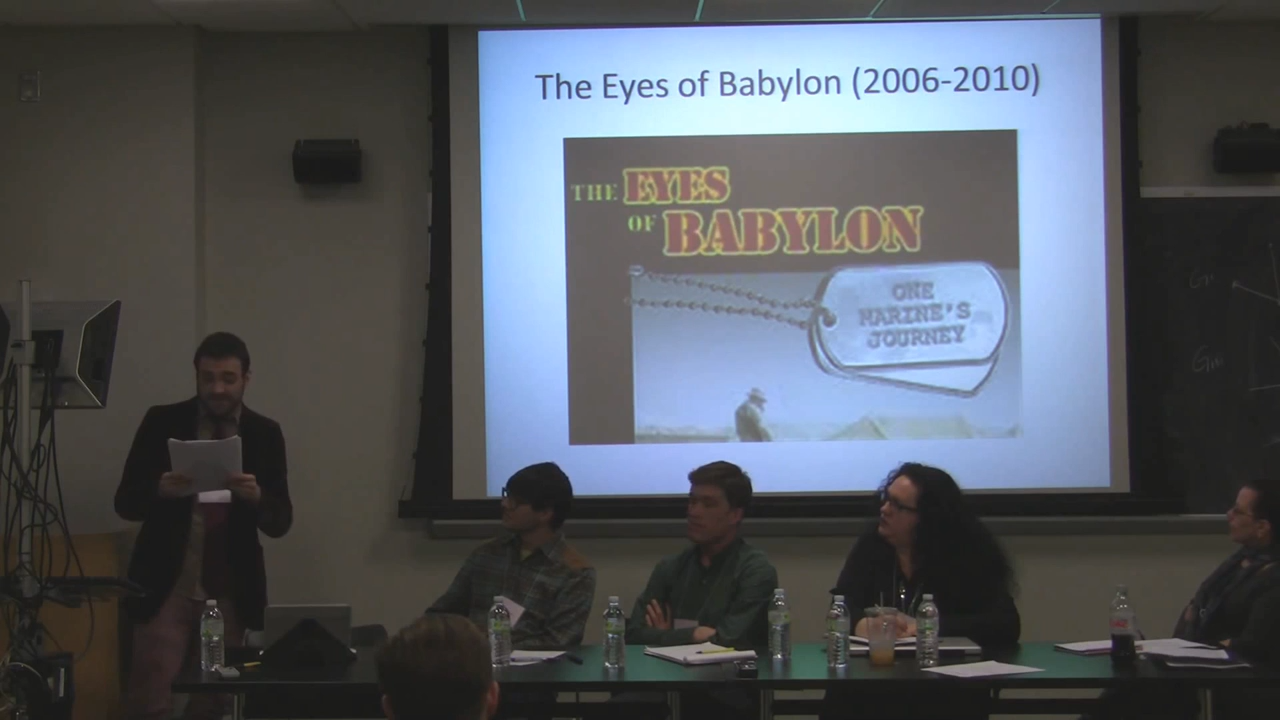 The Eyes of Babylon (2006-2010)
THE EYES
OF BABYLON
ONE
MARINE'S
JOURNEY